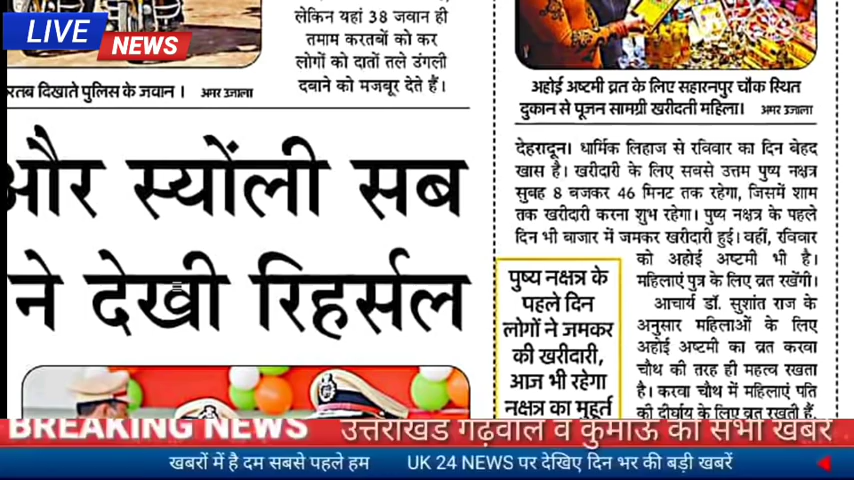 LIVE
NEWS
लेकिन यहां 38 जवान ही
तमाम करतबों को कर
लोगों को दातों तले उंगली
दबाने को मजबूर देते हैं।
रतब दिखाते पुलिस के जवान। अमर उजाला
और स्योंली सब
ने देखी रिहर्सल
अहोई अष्टमी व्रत के लिए सहारनपुर चौक स्थित
दुकान से पूजन सामग्री खरीदती महिला। अमर उजाला
देहरादून। धार्मिक लिहाज से रविवार का दिन बेहद
खास है। खरीदारी के लिए सबसे उत्तम पुष्य नक्षत्र
सुबह 8 बजकर 46 मिनट तक रहेगा, जिसमें शाम
तक खरीदारी करना शुभ रहेगा। पुष्य नक्षत्र के पहले
दिन भी बाजार में जमकर खरीदारी हुई। वहीं, रविवार
को अहोई अष्टमी भी है।
महिलाएं पुत्र के लिए व्रत रखेंगी।
आचार्य डॉ. सुशांत राज के
अनुसार महिलाओं के लिए
अहोई अष्टमी का व्रत करवा
चौथ की तरह ही महत्व रखता
है। करवा चौथ में महिलाएं पति
की दीर्घायु के लिए व्रत रखती हैं,
पुष्य नक्षत्र के
पहले दिन
लोगों ने जमकर
की खरीदारी,
आज भी रहेगा
नक्षत्र का मुहूर्त
BREAKING NEWS उत्तराखंड गढ़वाल व कुमाऊं की सभी खबरें
खबरों में है दम सबसे पहले हम UK 24 NEWS पर देखिए दिन भर की बड़ी खबरें